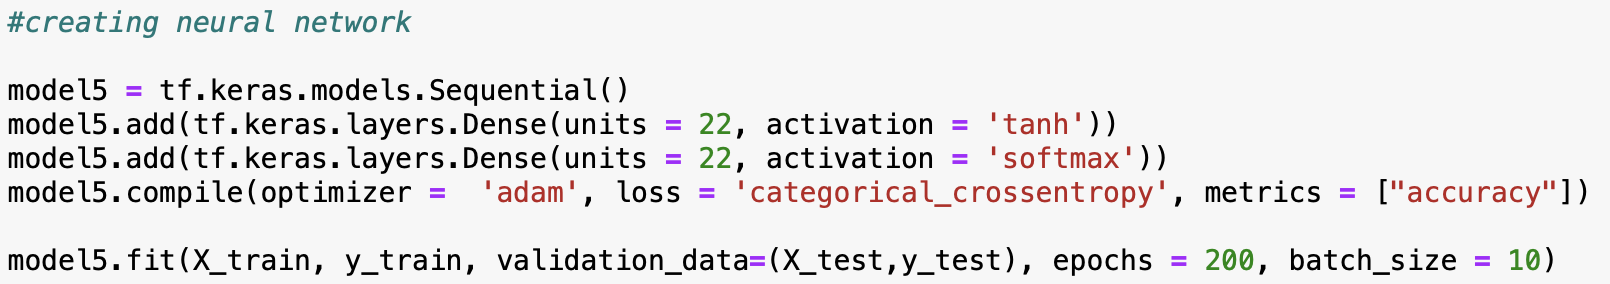 #creating neural network
model5 = tf.keras.models.Sequential()
model5.add(tf.keras.layers.Dense(units = 22, activation = 'tanh'))
model5.add(tf.keras.layers.Dense(units = 22, activation = 'softmax'))
model5.compile(optimizer =  'adam', loss = 'categorical_crossentropy', metrics = ["accuracy"])
model5.fit(X_train, y_train, validation_data=(X_test,y_test), epochs = 200, batch_size = 10)